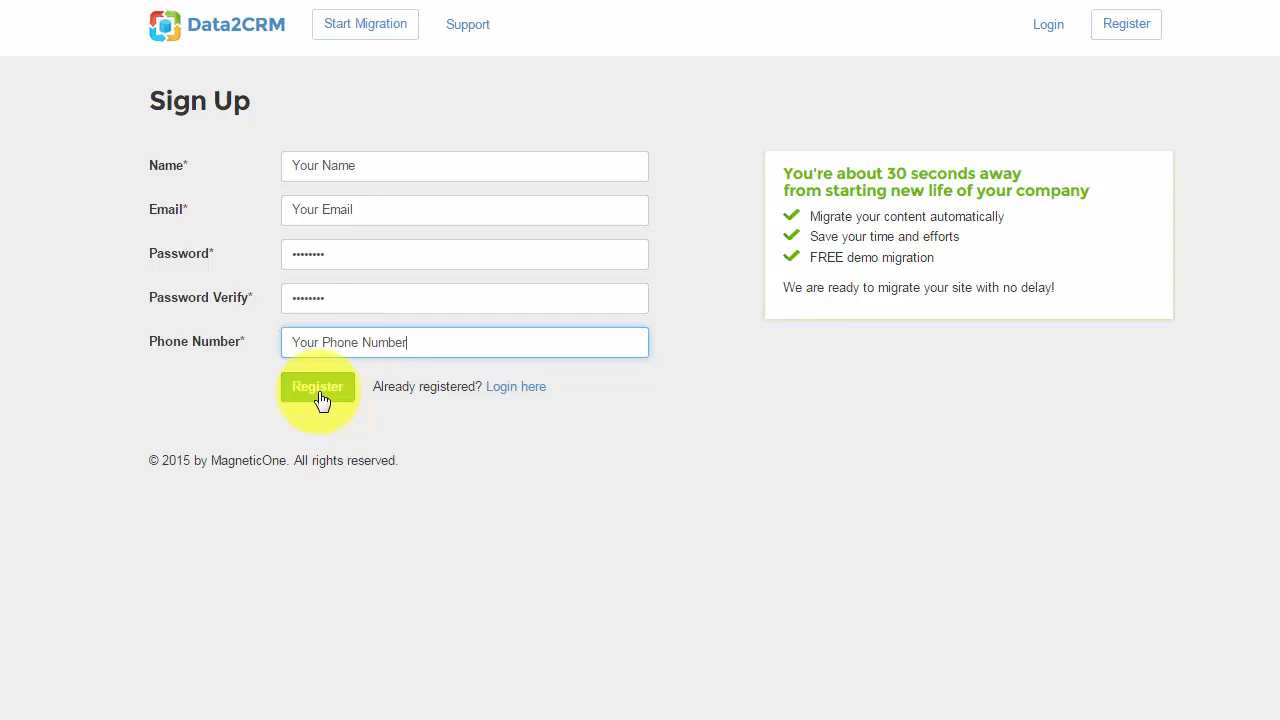 Data2CRM
Start Migration
Support
Login
Register
Sign Up
Name*
Your Name
Email*
Your Email
Password*
••••••••
Password Verify*
••••••••
Phone Number*
Your Phone Number
Register
Already registered? Login here
You're about 30 seconds away
from starting new life of your company
Migrate your content automatically
Save your time and efforts
FREE demo migration
We are ready to migrate your site with no delay!
© 2015 by MagneticOne. All rights reserved.